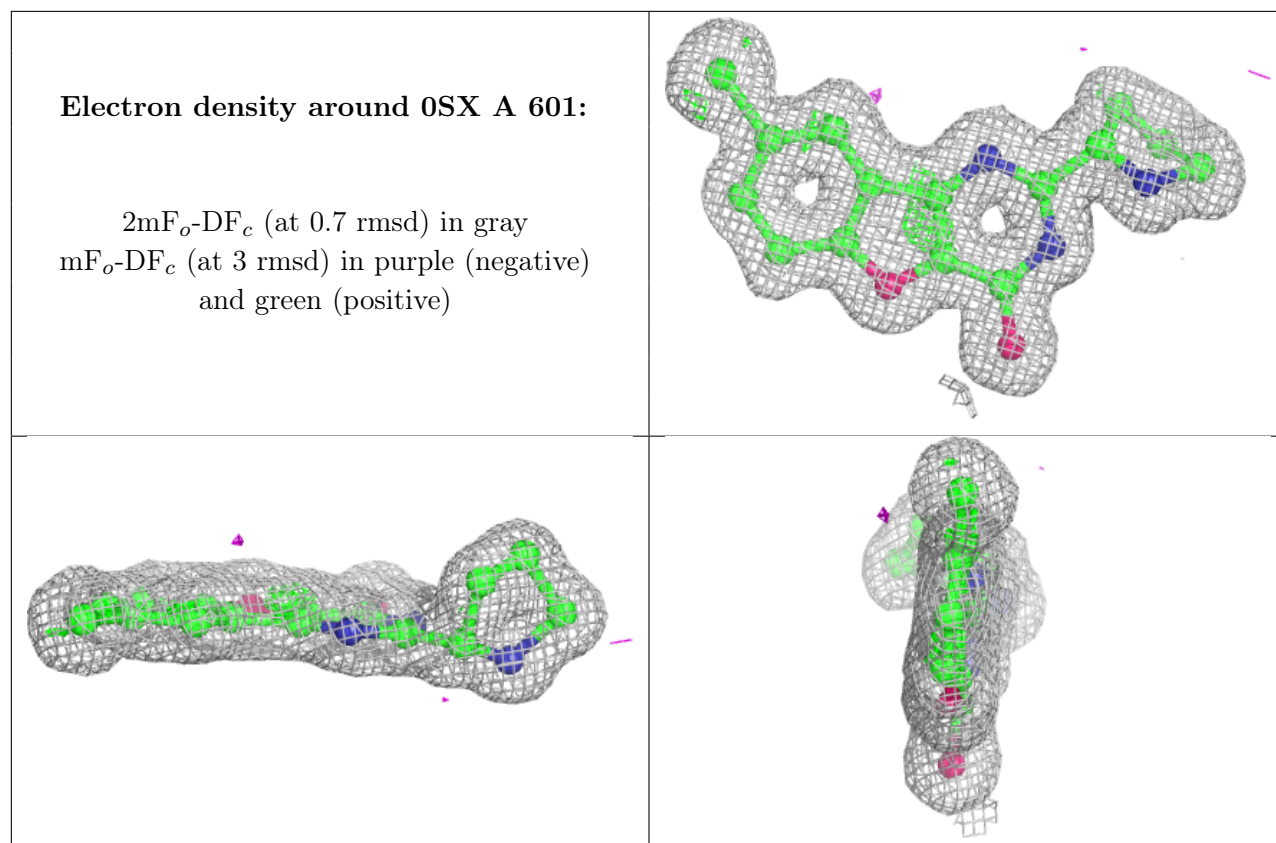 Electron density around 0SX A 601:
2mFo-DFc (at 0.7 rmsd) in gray
mFo-DFc (at 3 rmsd) in purple (negative)
and green (positive)